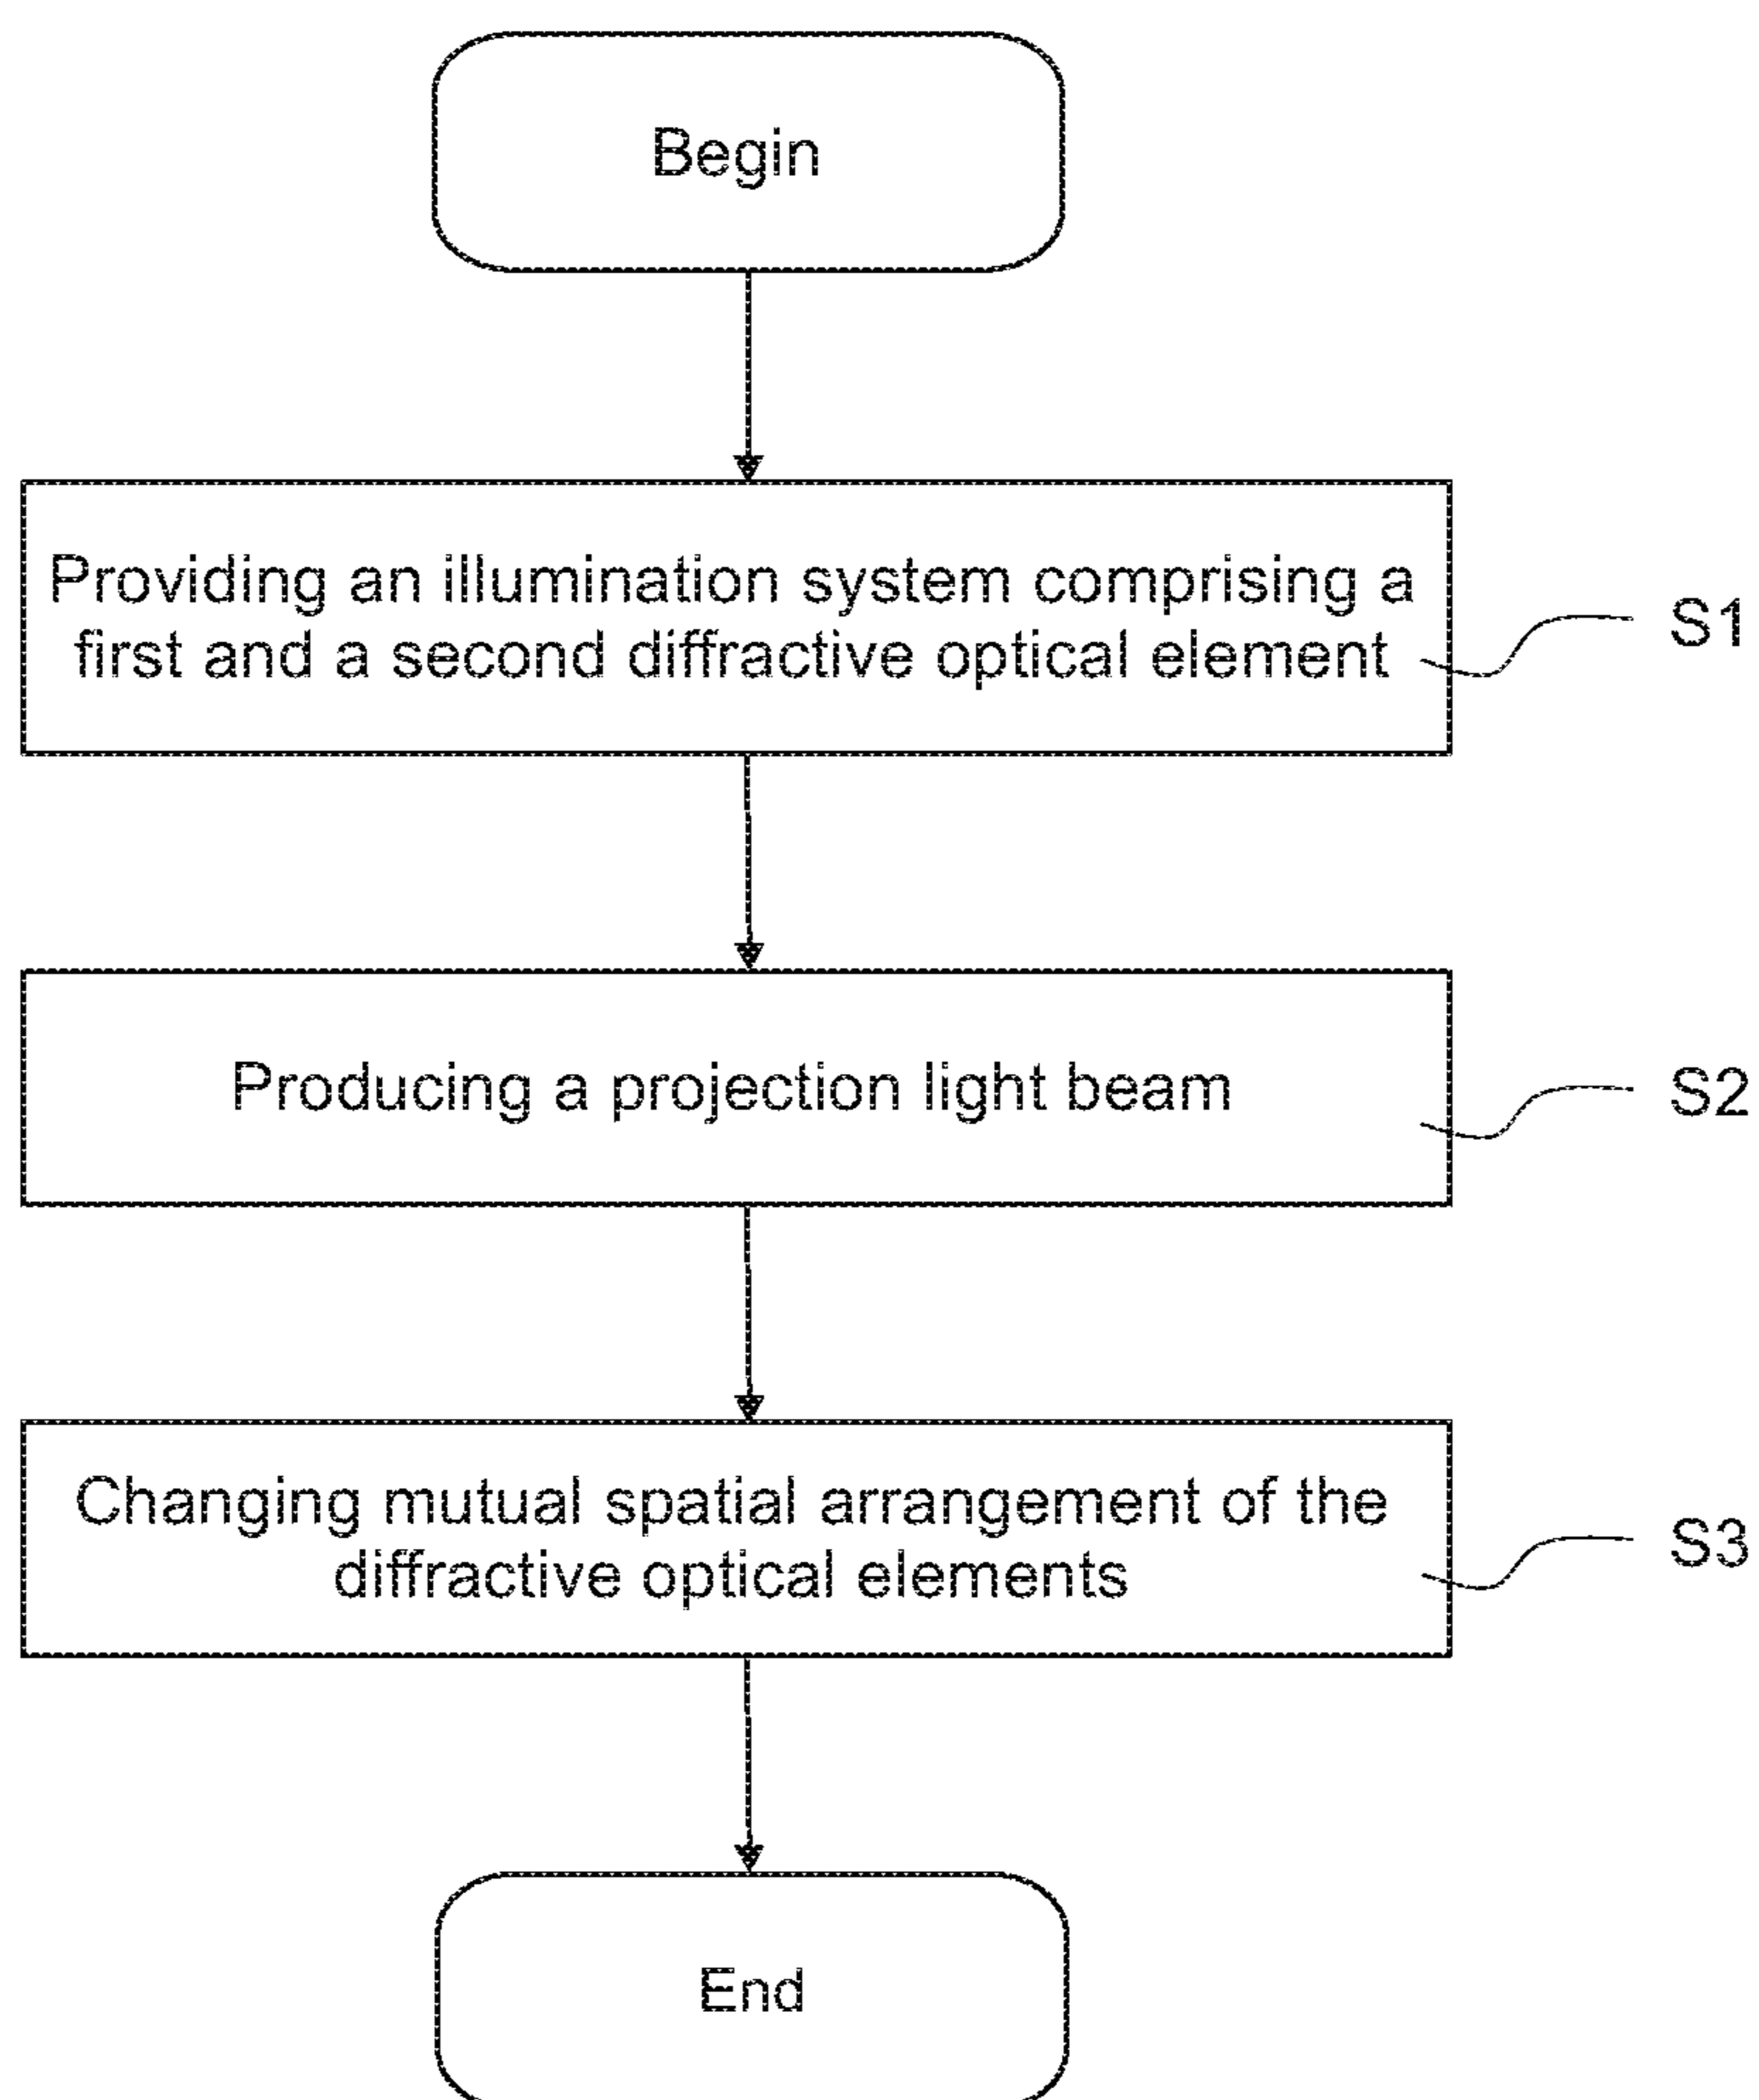 Begin
Providing an illumination system comprising a
first and a second diffractive optical element
S1
Producing a projection light beam
S2
Changing mutual spatial arrangement of the
diffractive optical elements
S3
End